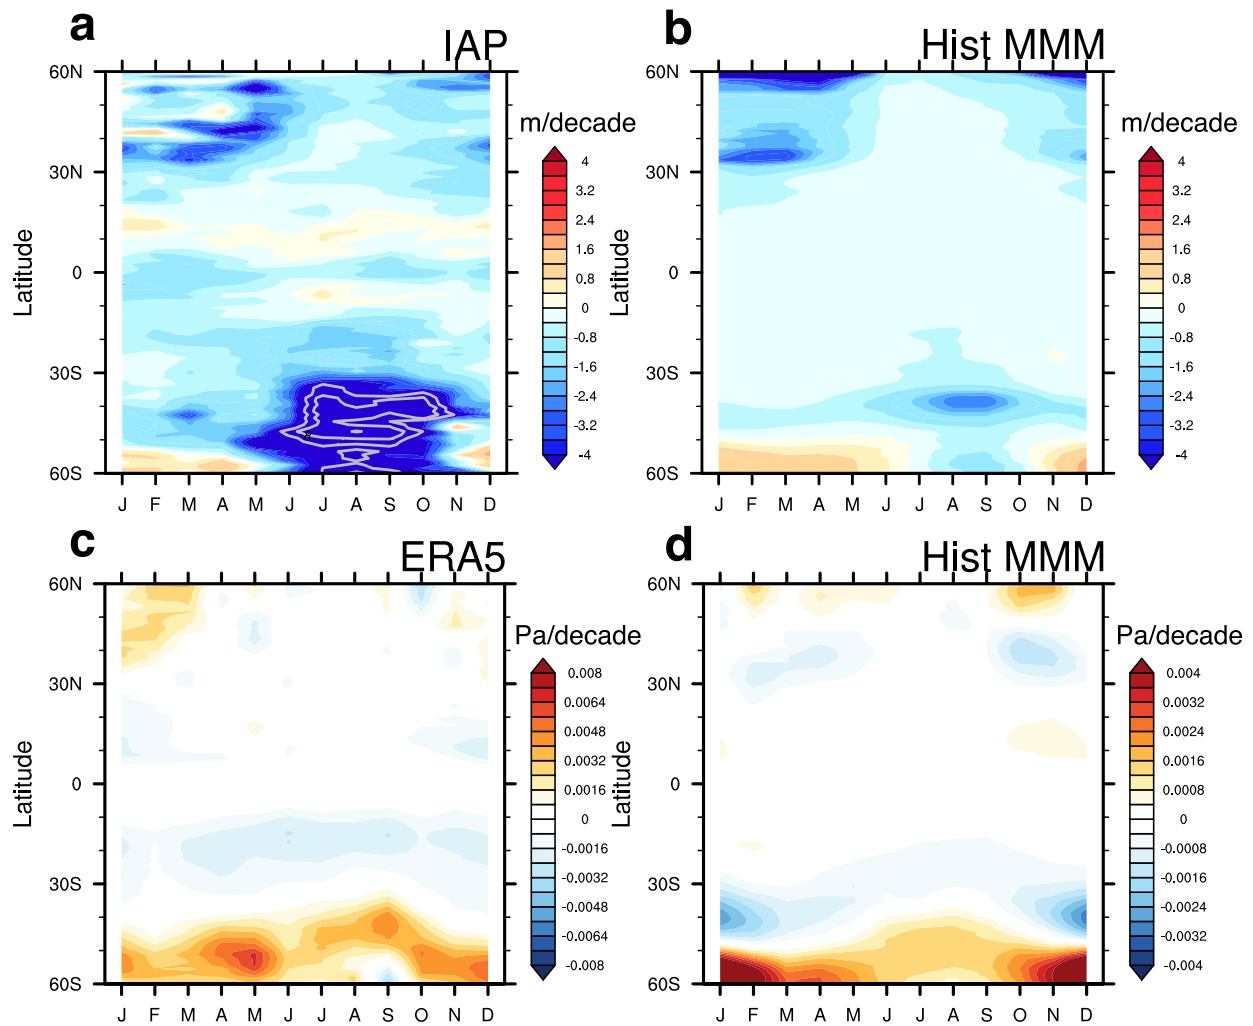 a
IAP
60N
30N
0
30S
60S
Latitude
J F M A M J J A S O N D
m/decade
4
3.2
2.4
1.6
0.8
0
-0.8
-1.6
-2.4
-3.2
-4
b
Hist MMM
60N
30N
0
30S
60S
Latitude
J F M A M J J A S O N D
m/decade
4
3.2
2.4
1.6
0.8
0
-0.8
-1.6
-2.4
-3.2
-4
c
ERA5
60N
30N
0
30S
60S
Latitude
J F M A M J J A S O N D
Pa/decade
0.008
0.0064
0.0048
0.0032
0.0016
0
-0.0016
-0.0032
-0.0048
-0.0064
-0.008
d
Hist MMM
60N
30N
0
30S
60S
Latitude
J F M A M J J A S O N D
Pa/decade
0.004
0.0032
0.0024
0.0016
0.0008
0
-0.0008
-0.0016
-0.0024
-0.0032
-0.004